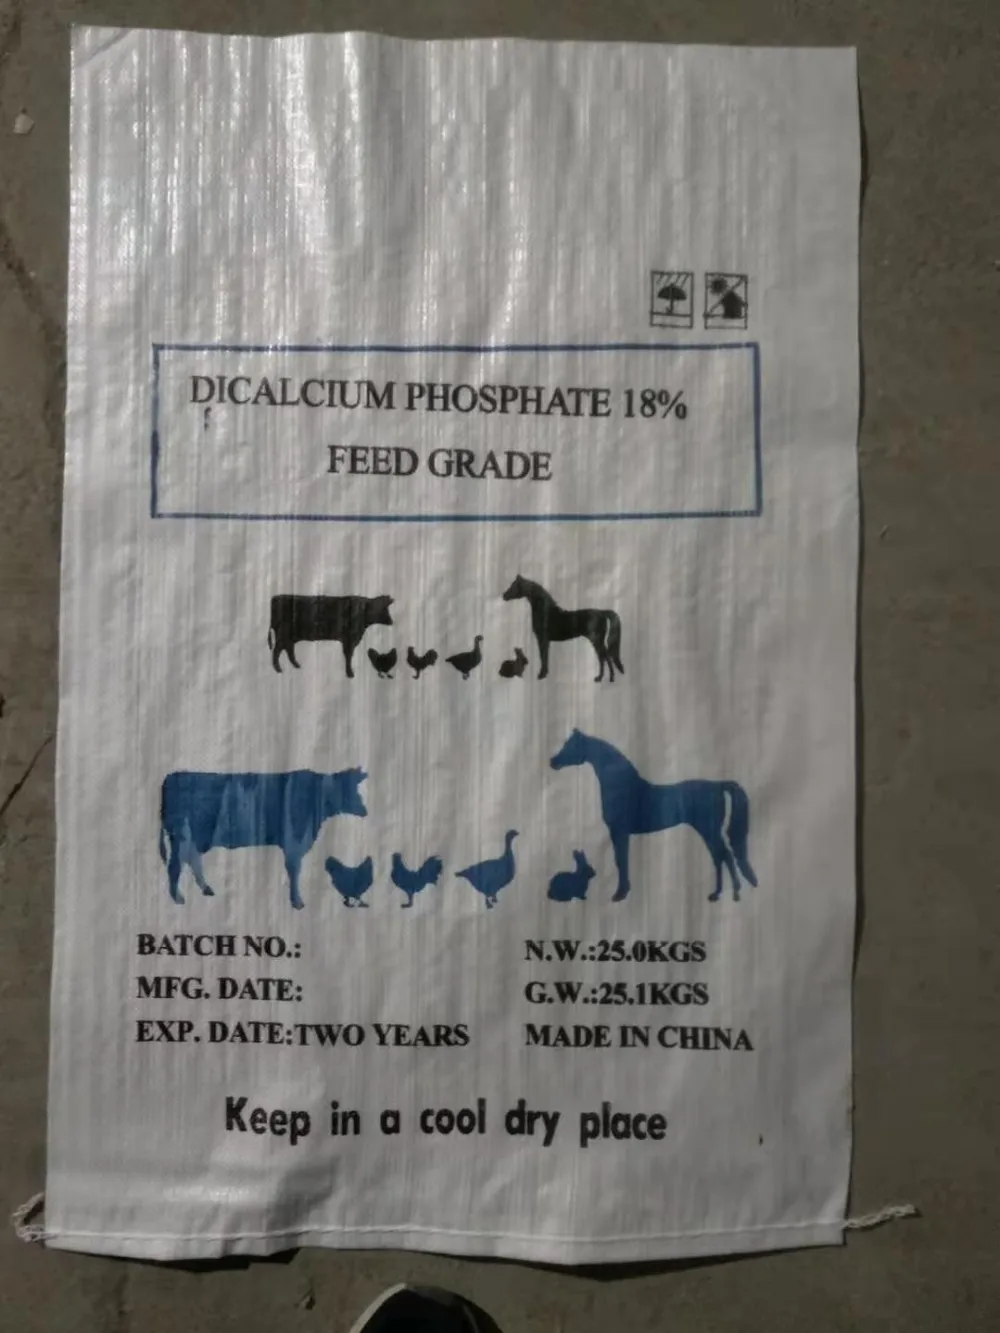 DICALCIUM PHOSPHATE 18%
FEED GRADE
BATCH NO.:
N.W.:25.0KGS
MFG. DATE:
G.W.:25.1KGS
EXP. DATE:TWO YEARS
MADE IN CHINA
Keep in a cool dry place